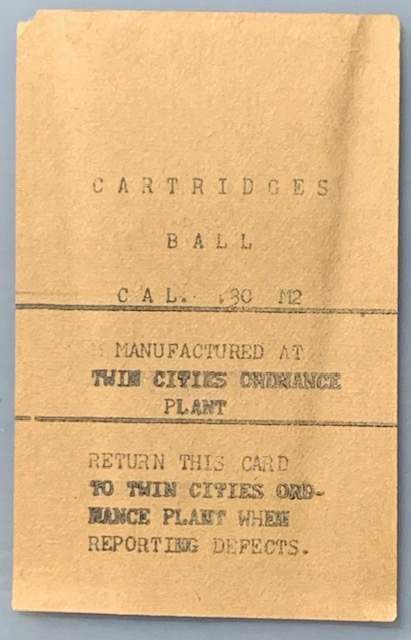 CARTRIDGES
BALL
CAL. .30 M2
MANUFACTURED AT
TWIN CITIES ORDNANCE
PLANT
RETURN THIS CARD
TO TWIN CITIES ORD-
NANCE PLANT WHEN
REPORTING DEFECTS.